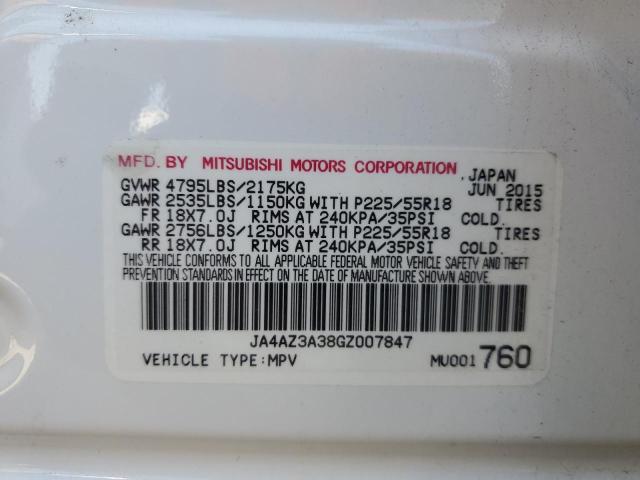 MFD. BY MITSUBISHI MOTORS CORPORATION , JAPAN
GVWR 4795LBS/2175KG JUN 2015
GAWR 2535LBS/1150KG WITH P225/55R18 TIRES
FR 18X7.0J RIMS AT 240KPA/35PSI COLD.
GAWR 2756LBS/1250KG WITH P225/55R18 TIRES
RR 18X7.0J RIMS AT 240KPA/35PSI COLD.
THIS VEHICLE CONFORMS TO ALL APPLICABLE FEDERAL MOTOR VEHICLE SAFETY AND THEFT
PREVENTION STANDARDS IN EFFECT ON THE DATE OF MANUFACTURE SHOWN ABOVE.
JA4AZ3A38GZ007847
VEHICLE TYPE:MPV MU001760